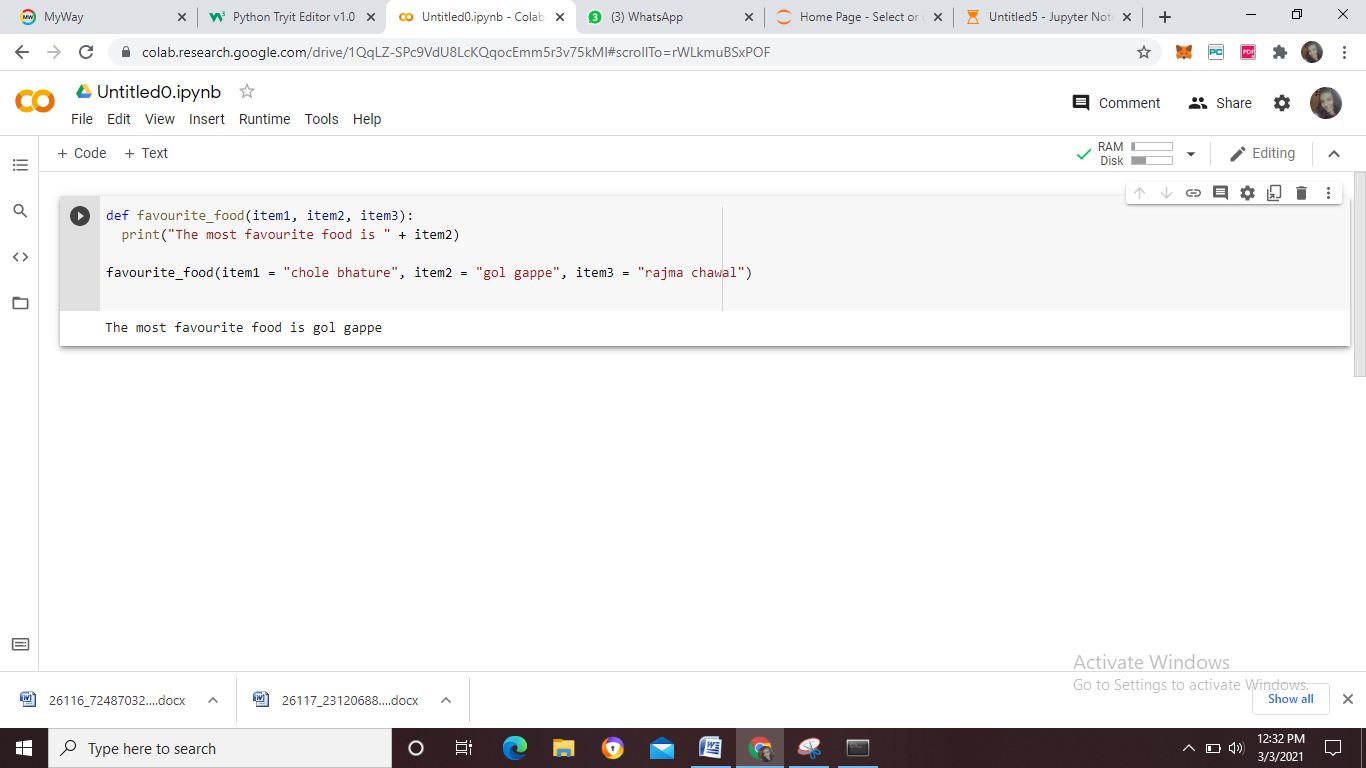 MyWay
Python Tryit Editor v1.0
Untitled0.ipynb - Colab
(3) WhatsApp
Home Page - Select or
Untitled5 - Jupyter Not
colab.research.google.com/drive/1QqLZ-SPc9VdU8LcKQqocEmm5r3v75kMI#scrollTo=rWLkmuBSxPOF
Untitled0.ipynb
Comment
Share
File Edit View Insert Runtime Tools Help
+ Code + Text
RAM
Disk
Editing
def favourite_food(item1, item2, item3):
print("The most favourite food is " + item2)
favourite_food(item1 = "chole bhature", item2 = "gol gappe", item3 = "rajma chawal")
The most favourite food is gol gappe
Activate Windows
Go to Settings to activate Windows.
26116_72487032....docx
26117_23120688....docx
Show all
Type here to search
12:32 PM
3/3/2021